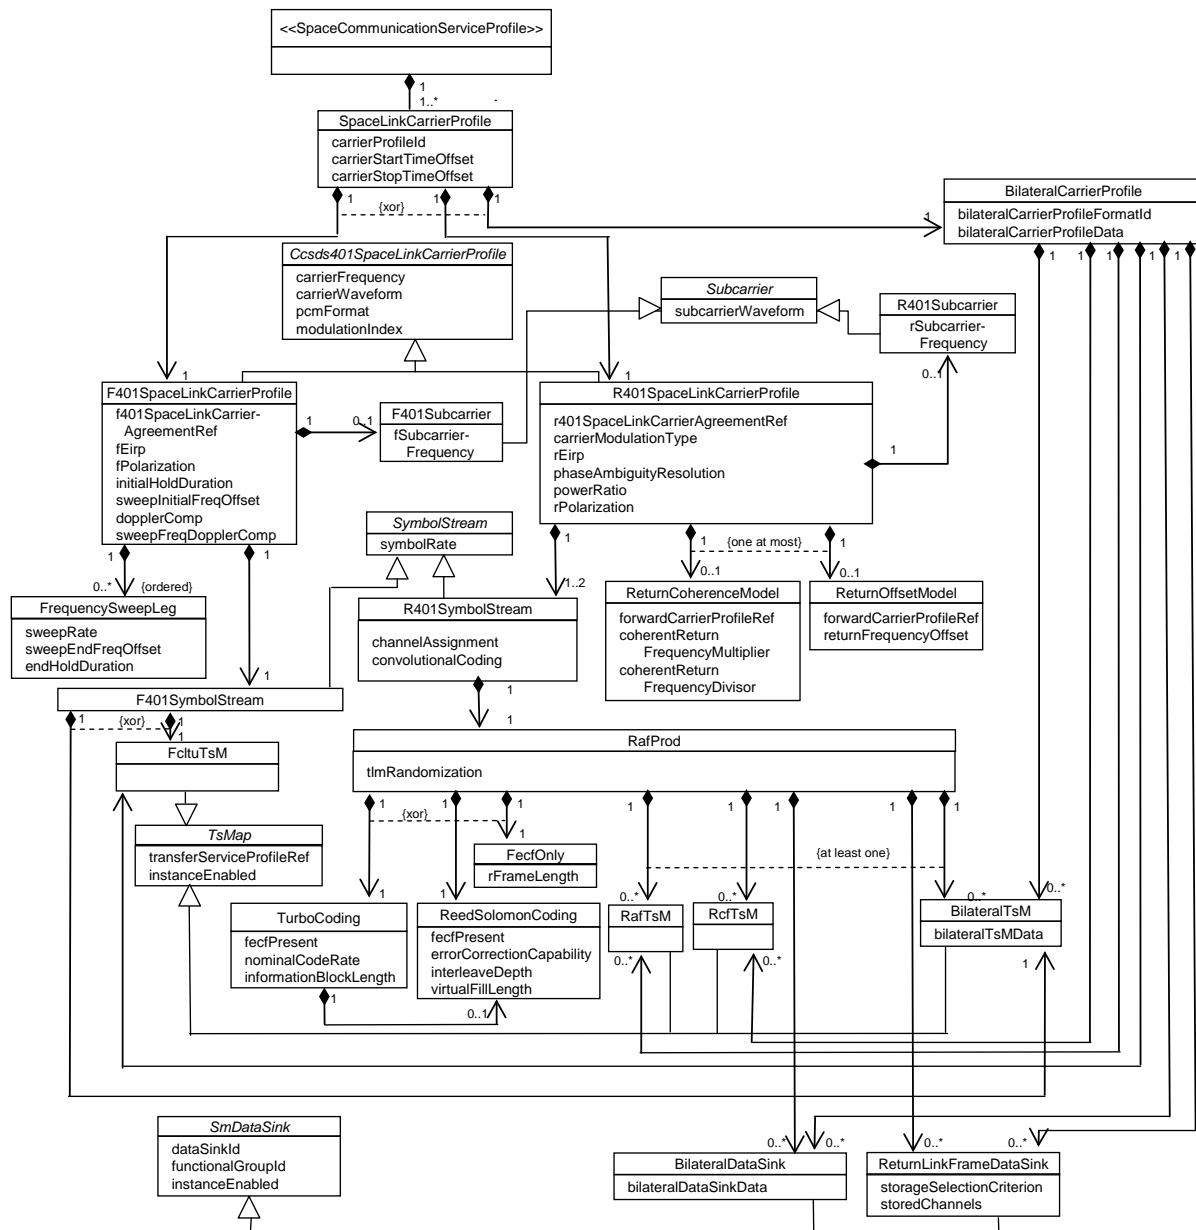 <<SpaceCommunicationServiceProfile>>
1
1..*
SpaceLinkCarrierProfile
carrierProfileId
carrierStartTimeOffset
carrierStopTimeOffset
1
{xor}
1
1
1
BilateralCarrierProfile
bilateralCarrierProfileFormatId
bilateralCarrierProfileData
1
1
1
1
1
1
Ccsds401SpaceLinkCarrierProfile
carrierFrequency
carrierWaveform
pcmFormat
modulationIndex
Subcarrier
subcarrierWaveform
R401Subcarrier
rSubcarrier-
Frequency
0..1
1
F401SpaceLinkCarrierProfile
f401SpaceLinkCarrier-
AgreementRef
fEirp
fPolarization
initialHoldDuration
sweepInitialFreqOffset
dopplerComp
sweepFreqDopplerComp
1
0..1
F401Subcarrier
fSubcarrier-
Frequency
1
R401SpaceLinkCarrierProfile
r401SpaceLinkCarrierAgreementRef
carrierModulationType
rEirp
phaseAmbiguityResolution
powerRatio
rPolarization
1
SymbolStream
symbolRate
1
1
0..*
{ordered}
1
1
{one at most}
1
1..2
0..1
0..1
FrequencySweepLeg
sweepRate
sweepEndFreqOffset
endHoldDuration
R401SymbolStream
channelAssignment
convolutionalCoding
ReturnCoherenceModel
forwardCarrierProfileRef
coherentReturn
FrequencyMultiplier
coherentReturn
FrequencyDivisor
ReturnOffsetModel
forwardCarrierProfileRef
returnFrequencyOffset
1
F401SymbolStream
1
{xor}
1
1
1
1
FcltuTsM
RafProd
tlmRandomization
TsMap
transferServiceProfileRef
instanceEnabled
1
{xor}
1
1
1
1
1
1
1
1
{at least one}
1
FecfOnly
rFrameLength
1
1
0..*
0..*
0..*
0..*
TurboCoding
fecfPresent
nominalCodeRate
informationBlockLength
ReedSolomonCoding
fecfPresent
errorCorrectionCapability
interleaveDepth
virtualFillLength
RafTsM
RcfTsM
BilateralTsM
bilateralTsMData
0..*
0..*
1
1
0..1
SmDataSink
dataSinkId
functionalGroupId
instanceEnabled
0..*
0..*
0..*
0..*
BilateralDataSink
bilateralDataSinkData
ReturnLinkFrameDataSink
storageSelectionCriterion
storedChannels